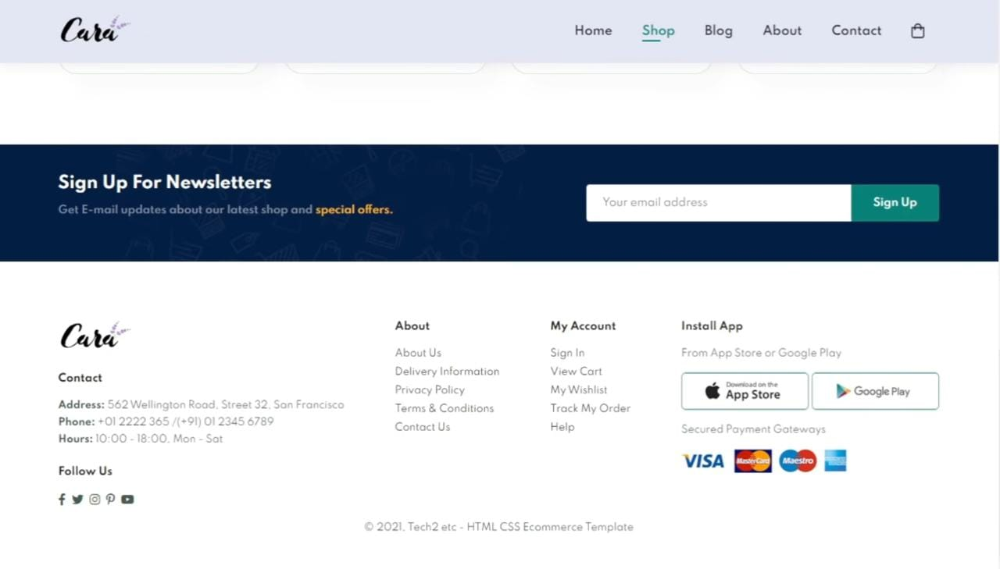 Cara
Home Shop Blog About Contact
Sign Up For Newsletters
Get E-mail updates about our latest shop and special offers.
Your email address
Sign Up
Cara
Contact
Address: 562 Wellington Road, Street 32, San Francisco
Phone: +01 2222 365 /(+91) 01 2345 6789
Hours: 10:00 - 18:00, Mon - Sat
Follow Us
About
About Us
Delivery Information
Privacy Policy
Terms & Conditions
Contact Us
My Account
Sign In
View Cart
My Wishlist
Track My Order
Help
Install App
From App Store or Google Play
Download on the
App Store
Google Play
Secured Payment Gateways
VISA MasterCard Maestro
© 2021, Tech2 etc - HTML CSS Ecommerce Template